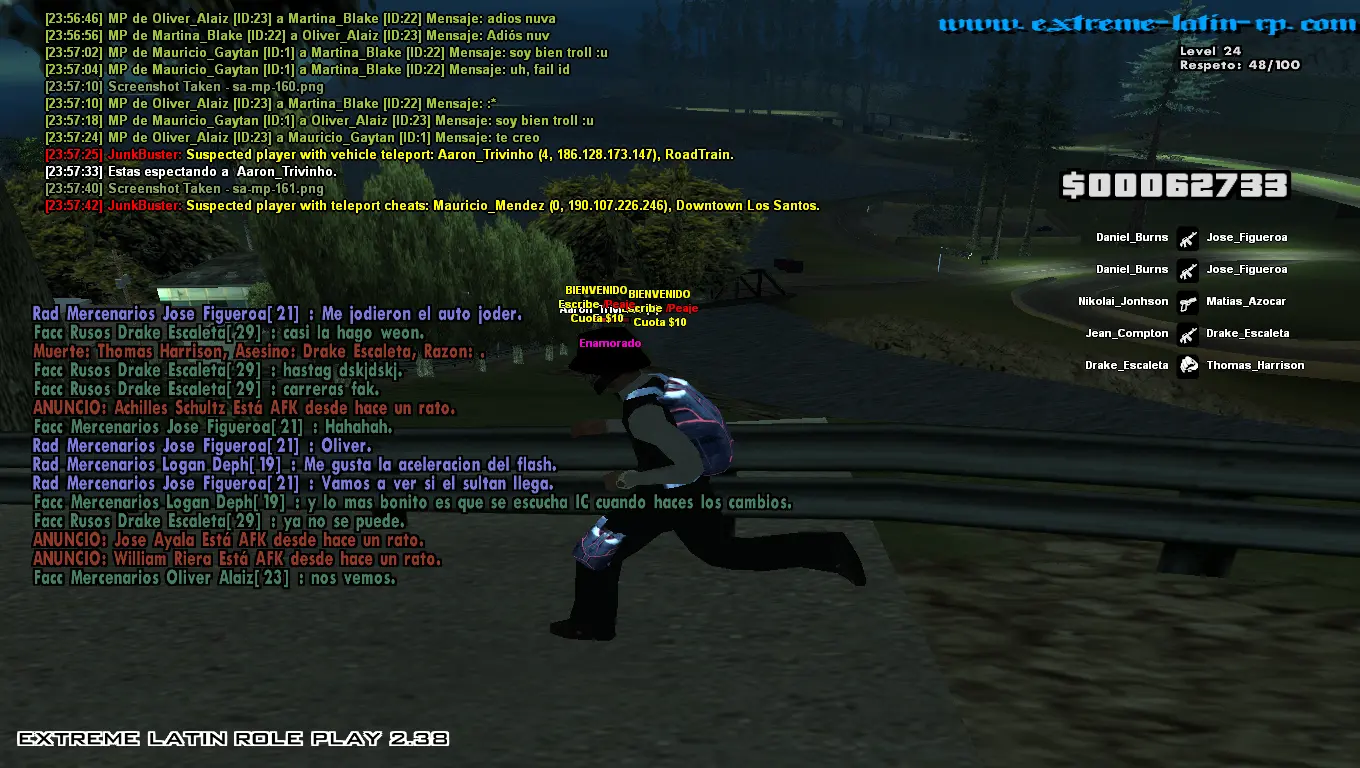 [23:56:46] MP de Oliver_Alaiz [ID:23] a Martina_Blake [ID:22] Mensaje: adios nuva
[23:56:56] MP de Martina_Blake [ID:22] a Oliver_Alaiz [ID:23] Mensaje: Adiós nuv
[23:57:02] MP de Mauricio_Gaytan [ID:1] a Martina_Blake [ID:22] Mensaje: soy bien troll :u
[23:57:04] MP de Mauricio_Gaytan [ID:1] a Martina_Blake [ID:22] Mensaje: uh, fail id
[23:57:10] Screenshot Taken - sa-mp-160.png
[23:57:10] MP de Oliver_Alaiz [ID:23] a Martina_Blake [ID:22] Mensaje: :*
[23:57:18] MP de Mauricio_Gaytan [ID:1] a Oliver_Alaiz [ID:23] Mensaje: soy bien troll :u
[23:57:24] MP de Oliver_Alaiz [ID:23] a Mauricio_Gaytan [ID:1] Mensaje: te creo
[23:57:25] JunkBuster: Suspected player with vehicle teleport: Aaron_Trivinho (4, 186.128.173.147), RoadTrain.
[23:57:33] Estas espectando a Aaron_Trivinho.
[23:57:40] Screenshot Taken - sa-mp-161.png
[23:57:42] JunkBuster: Suspected player with teleport cheats: Mauricio_Mendez (0, 190.107.226.246), Downtown Los Santos.
www.extreme-latin-rp.com
Level 24
Respeto: 48/100
$00062733
Daniel_Burns Jose_Figueroa
Daniel_Burns Jose_Figueroa
Nikolai_Jonhson Matias_Azocar
Jean_Compton Drake_Escaleta
Drake_Escaleta Thomas_Harrison
BIENVENIDO
Escribe /Peaje
Cuota $10
BIENVENIDO
Escribe /Peaje
Cuota $10
Enamorado
Rad Mercenarios Jose Figueroa[21] : Me jodieron el auto joder.
Facc Rusos Drake Escaleta[29] : casi la hago weon.
Muerte: Thomas Harrison, Asesino: Drake Escaleta, Razon: .
Facc Rusos Drake Escaleta[29] : hastag dskjdskj.
Facc Rusos Drake Escaleta[29] : carreras fak.
ANUNCIO: Achilles Schultz Está AFK desde hace un rato.
Facc Mercenarios Jose Figueroa[21] : Hahahah.
Rad Mercenarios Jose Figueroa[21] : Oliver.
Rad Mercenarios Logan Deph[19] : Me gusta la aceleracion del flash.
Rad Mercenarios Jose Figueroa[21] : Vamos a ver si el sultan llega.
Facc Mercenarios Logan Deph[19] : y lo mas bonito es que se escucha IC cuando haces los cambios.
Facc Rusos Drake Escaleta[29] : ya no se puede.
ANUNCIO: Jose Ayala Está AFK desde hace un rato.
ANUNCIO: William Riera Está AFK desde hace un rato.
Facc Mercenarios Oliver Alaiz[23] : nos vemos.
EXTREME LATIN ROLE PLAY 2.38